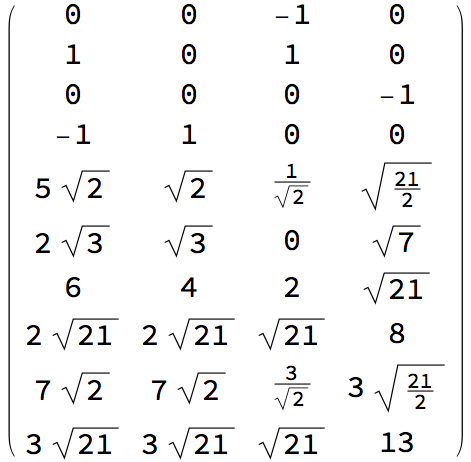 0 0 -1 0
1 0 1 0
0 0 0 -1
-1 1 0 0
5 √2 √2 1/√2 √(21/2)
2 √3 √3 0 √7
6 4 2 √21
2 √21 2 √21 √21 8
7 √2 7 √2 3/√2 3 √(21/2)
3 √21 3 √21 √21 13